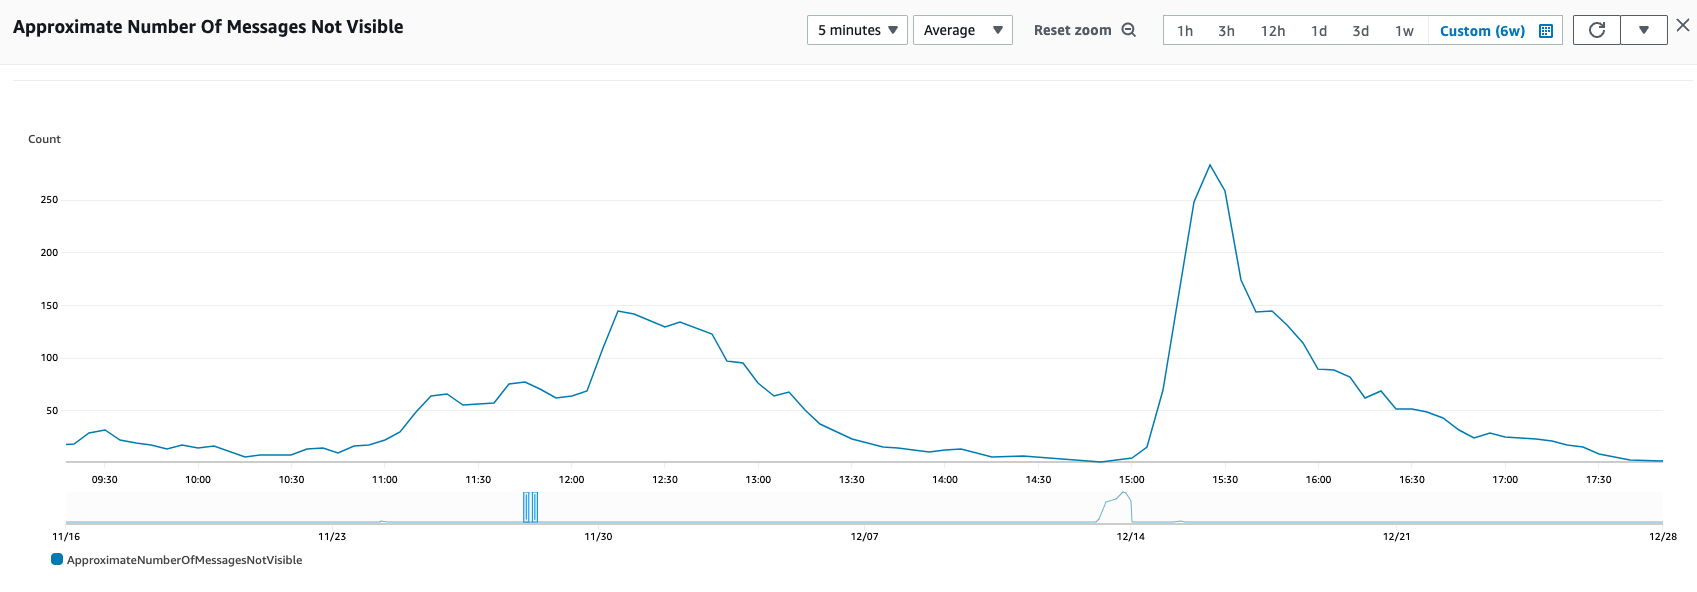 Approximate Number Of Messages Not Visible
5 minutes Average Reset zoom 1h 3h 12h 1d 3d 1w Custom (6w)
Count
250
200
150
100
50
09:30 10:00 10:30 11:00 11:30 12:00 12:30 13:00 13:30 14:00 14:30 15:00 15:30 16:00 16:30 17:00 17:30
11/16 11/23 11/30 12/07 12/14 12/21 12/28
ApproximateNumberOfMessagesNotVisible